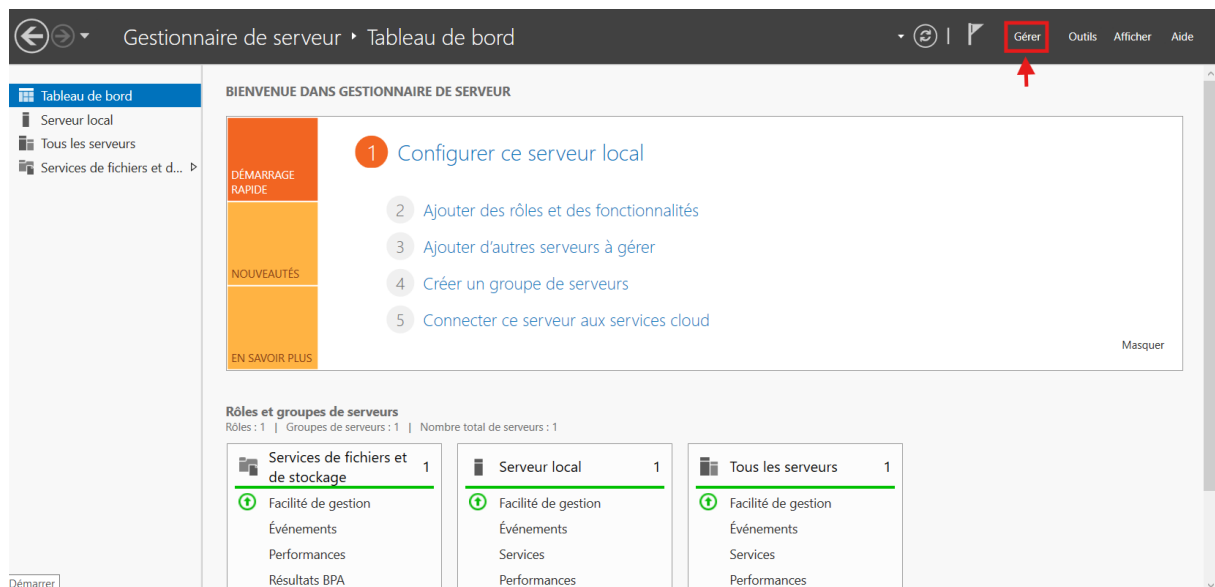 Gestionnaire de serveur ‣ Tableau de bord
Gérer Outils Afficher Aide
Tableau de bord
Serveur local
Tous les serveurs
Services de fichiers et d...
BIENVENUE DANS GESTIONNAIRE DE SERVEUR
DÉMARRAGE
RAPIDE
NOUVEAUTÉS
EN SAVOIR PLUS
1 Configurer ce serveur local
2 Ajouter des rôles et des fonctionnalités
3 Ajouter d’autres serveurs à gérer
4 Créer un groupe de serveurs
5 Connecter ce serveur aux services cloud
Masquer
Rôles et groupes de serveurs
Rôles : 1 | Groupes de serveurs : 1 | Nombre total de serveurs : 1
Services de fichiers et
de stockage 1
Facilité de gestion
Événements
Performances
Résultats BPA
Serveur local 1
Facilité de gestion
Événements
Services
Performances
Tous les serveurs 1
Facilité de gestion
Événements
Services
Performances
Démarrer